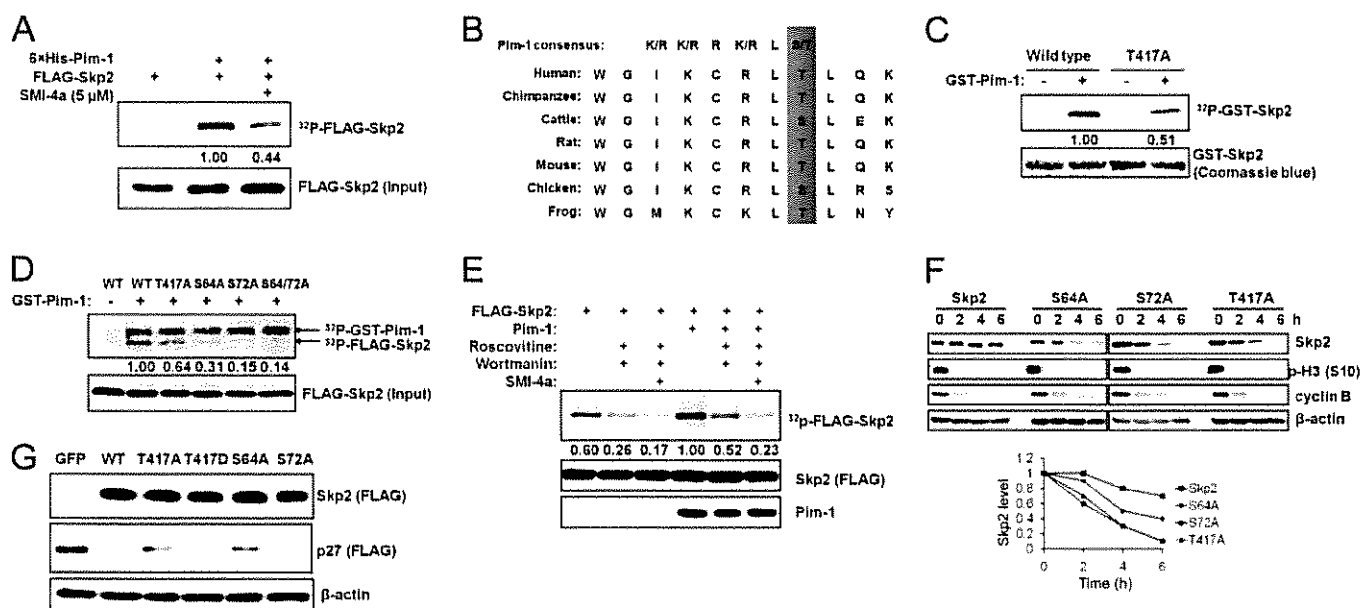 A
6×His-Pim-1 + +
FLAG-Skp2 + + +
SMI-4a (5 µM) +
³²P-FLAG-Skp2
1.00 0.44
FLAG-Skp2 (Input)
B
Pim-1 consensus: K/R K/R R K/R L S/T
Human: W G I K C R L T L Q K
Chimpanzee: W G I K C R L T L Q K
Cattle: W G I K C R L S L E K
Rat: W G I K C R L T L Q K
Mouse: W G I K C R L T L Q K
Chicken: W G I K C R L S L R S
Frog: W G M K C K L T L N Y
C
Wild type T417A
GST-Pim-1: - + - +
³²P-GST-Skp2
1.00 0.51
GST-Skp2
(Coomassie blue)
D
WT WT T417A S64A S72A S64/72A
GST-Pim-1: - + + + + +
³²P-GST-Pim-1
³²P-FLAG-Skp2
1.00 0.64 0.31 0.15 0.14
FLAG-Skp2 (Input)
E
FLAG-Skp2: + + + + + +
Pim-1: + + +
Roscovitine: + + + +
Wortmanin: + + + +
SMI-4a: + +
³²p-FLAG-Skp2
0.60 0.26 0.17 1.00 0.52 0.23
Skp2 (FLAG)
Pim-1
F
Skp2 S64A S72A T417A
0 2 4 6 0 2 4 6 0 2 4 6 0 2 4 6 h
Skp2
p-H3 (S10)
cyclin B
β-actin
1.2
1
0.8
0.6
0.4
0.2
0
Skp2 level
0 2 4 6
Time (h)
Skp2
S64A
S72A
T417A
G
GFP WT T417A T417D S64A S72A
Skp2 (FLAG)
p27 (FLAG)
β-actin